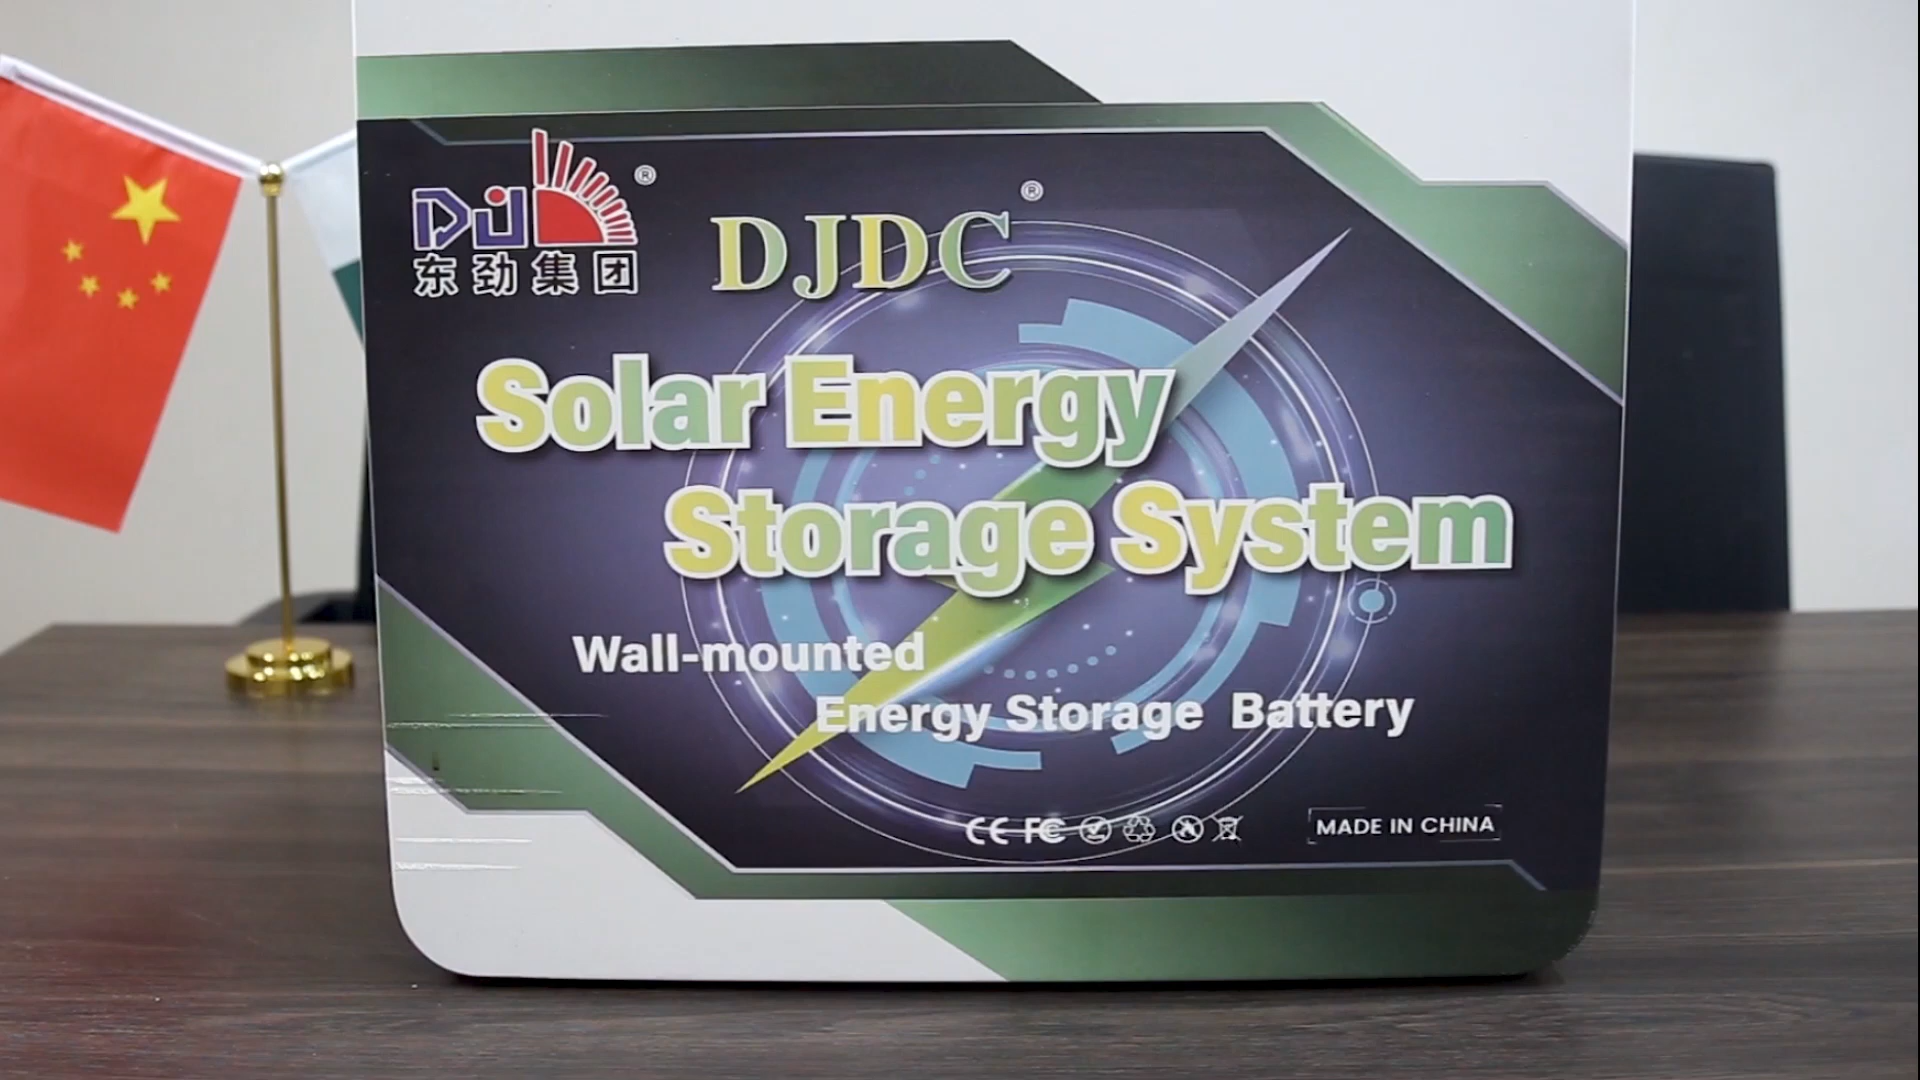 DJ ®
东劲集团
DJDC ®
Solar Energy
Storage System
Wall-mounted
Energy Storage Battery
CE FC
MADE IN CHINA